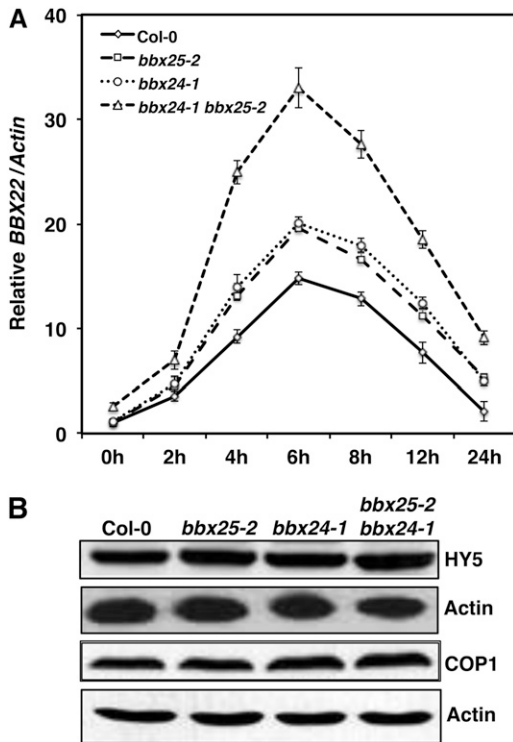 A
40
30
20
10
0
Relative BBX22/Actin
Col-0
bbx25-2
bbx24-1
bbx24-1 bbx25-2
0h 2h 4h 6h 8h 12h 24h
B
Col-0 bbx25-2 bbx24-1 bbx25-2 bbx24-1
HY5
Actin
COP1
Actin